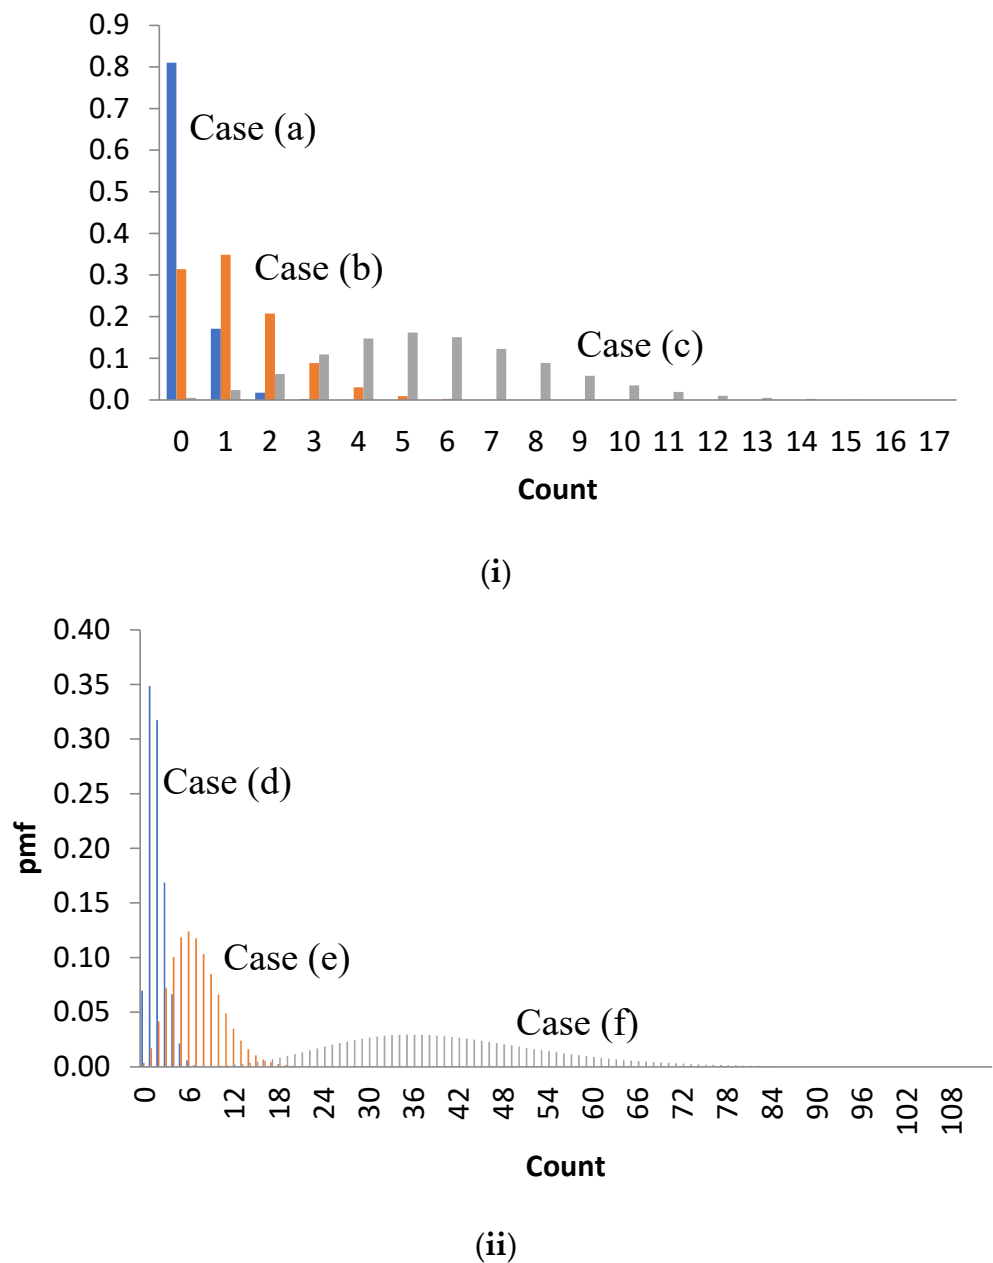 0.9
0.8
0.7
0.6
0.5
0.4
0.3
0.2
0.1
0.0
Case (a)
Case (b)
Case (c)
0 1 2 3 4 5 6 7 8 9 10 11 12 13 14 15 16 17
Count
(i)
0.40
0.35
0.30
0.25
0.20
0.15
0.10
0.05
0.00
pmf
Case (d)
Case (e)
Case (f)
0 6 12 18 24 30 36 42 48 54 60 66 72 78 84 90 96 102 108
Count
(ii)